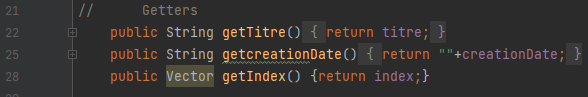 21 // Getters
22 public String getTitre() { return titre; }
25 public String getcreationDate() { return ""+creationDate; }
28 public Vector getIndex() {return index;}